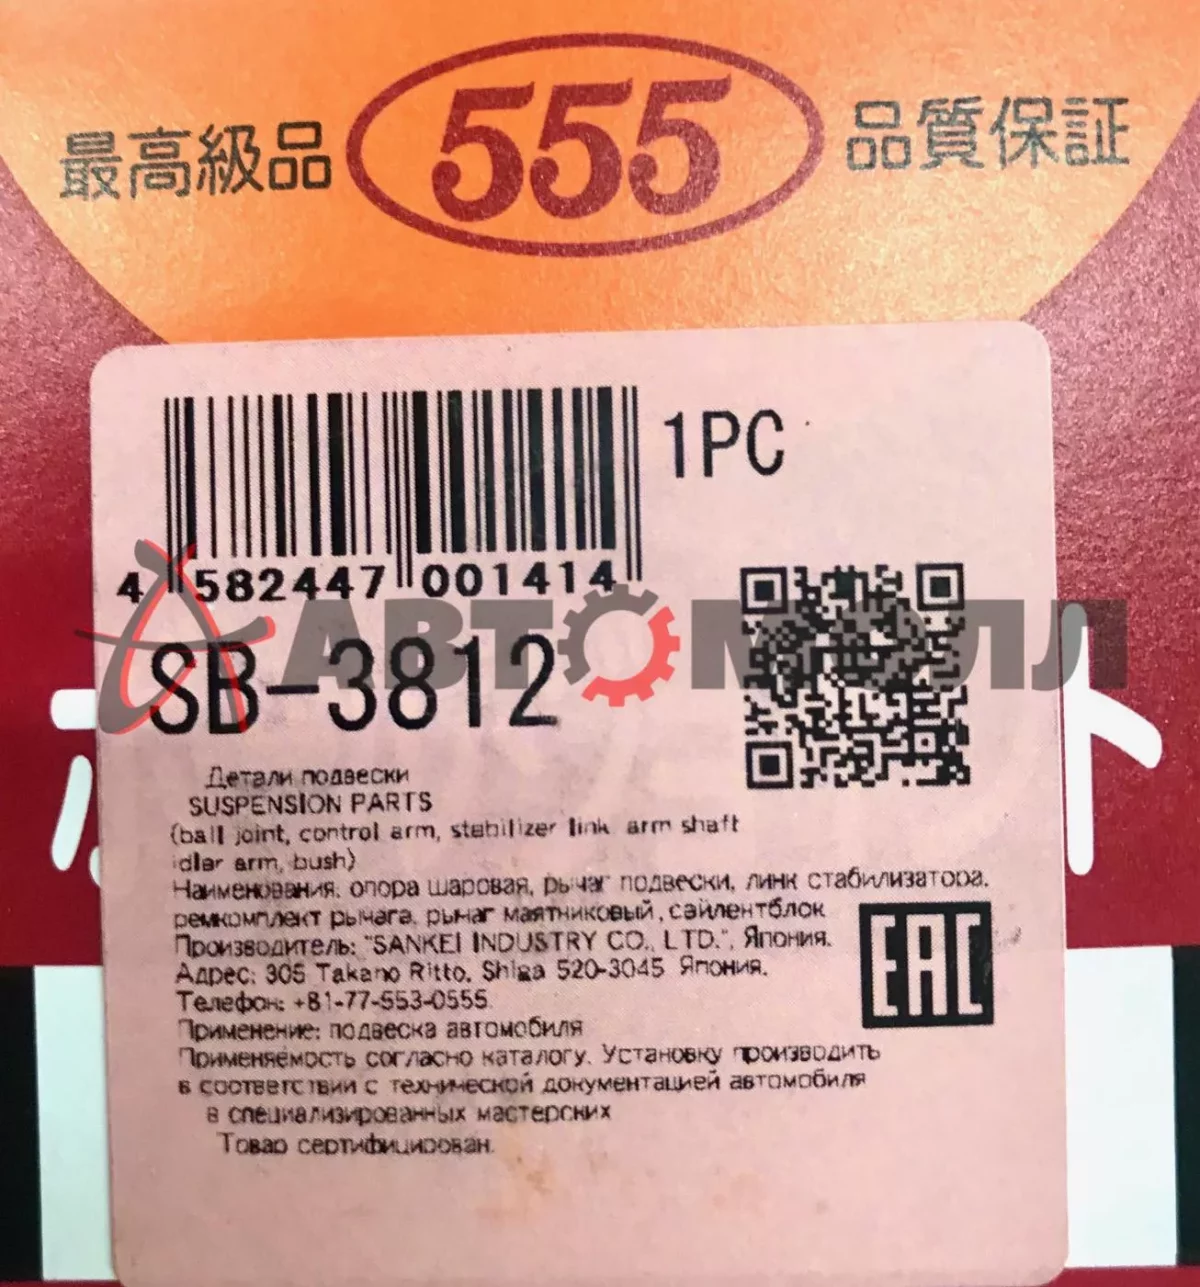 最高級品 555 品質保証
1PC
4 582447 001414
АВТОМОЛЛ
SB-3812
Детали подвески
SUSPENSION PARTS
(ball joint, control arm, stabilizer link arm shaft
idler arm, bush)
Наименования: опора шаровая, рычаг подвески, линк стабилизатора,
ремкомплект рычага, рычаг маятниковый, сайлентблок
Производитель: "SANKEI INDUSTRY CO., LTD.", Япония.
Адрес: 305 Takano Ritto, Shiga 520-3045 Япония.
Телефон: +81-77-553-0555
Применение: подвеска автомобиля
Применяемость согласно каталогу. Установку производить
в соответствии с технической документацией автомобиля
в специализированных мастерских
Товар сертифицирован.
EAC
ト